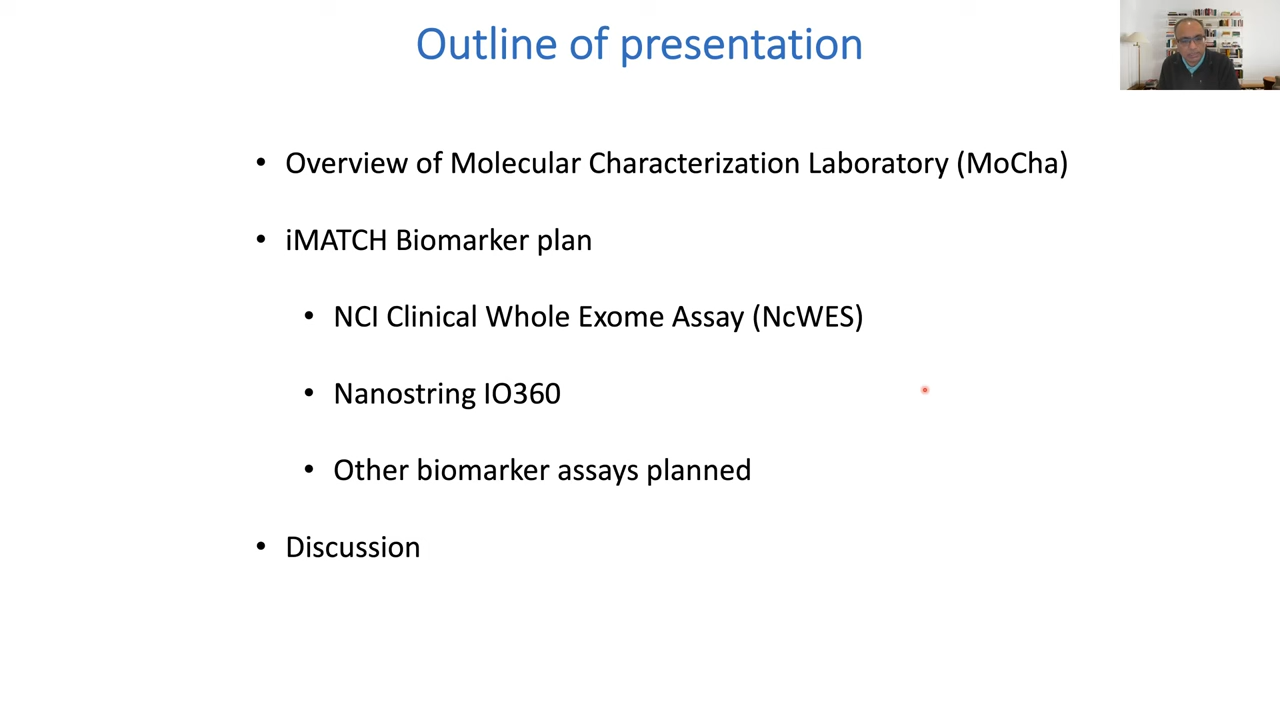 Outline of presentation
• Overview of Molecular Characterization Laboratory (MoCha)
• iMATCH Biomarker plan
• NCI Clinical Whole Exome Assay (NcWES)
• Nanostring IO360
• Other biomarker assays planned
• Discussion